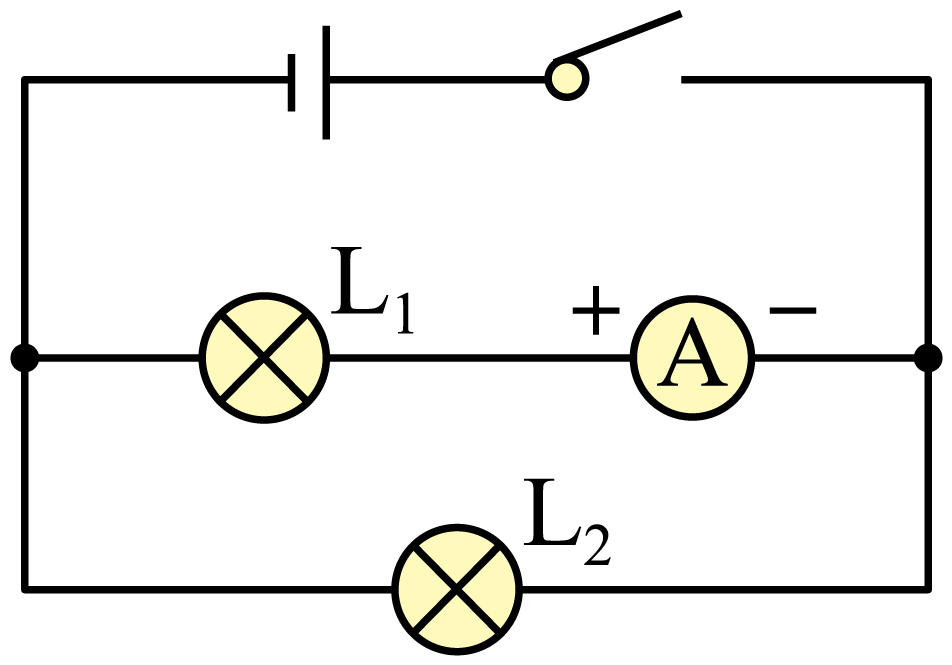 L₁
+ A −
L₂